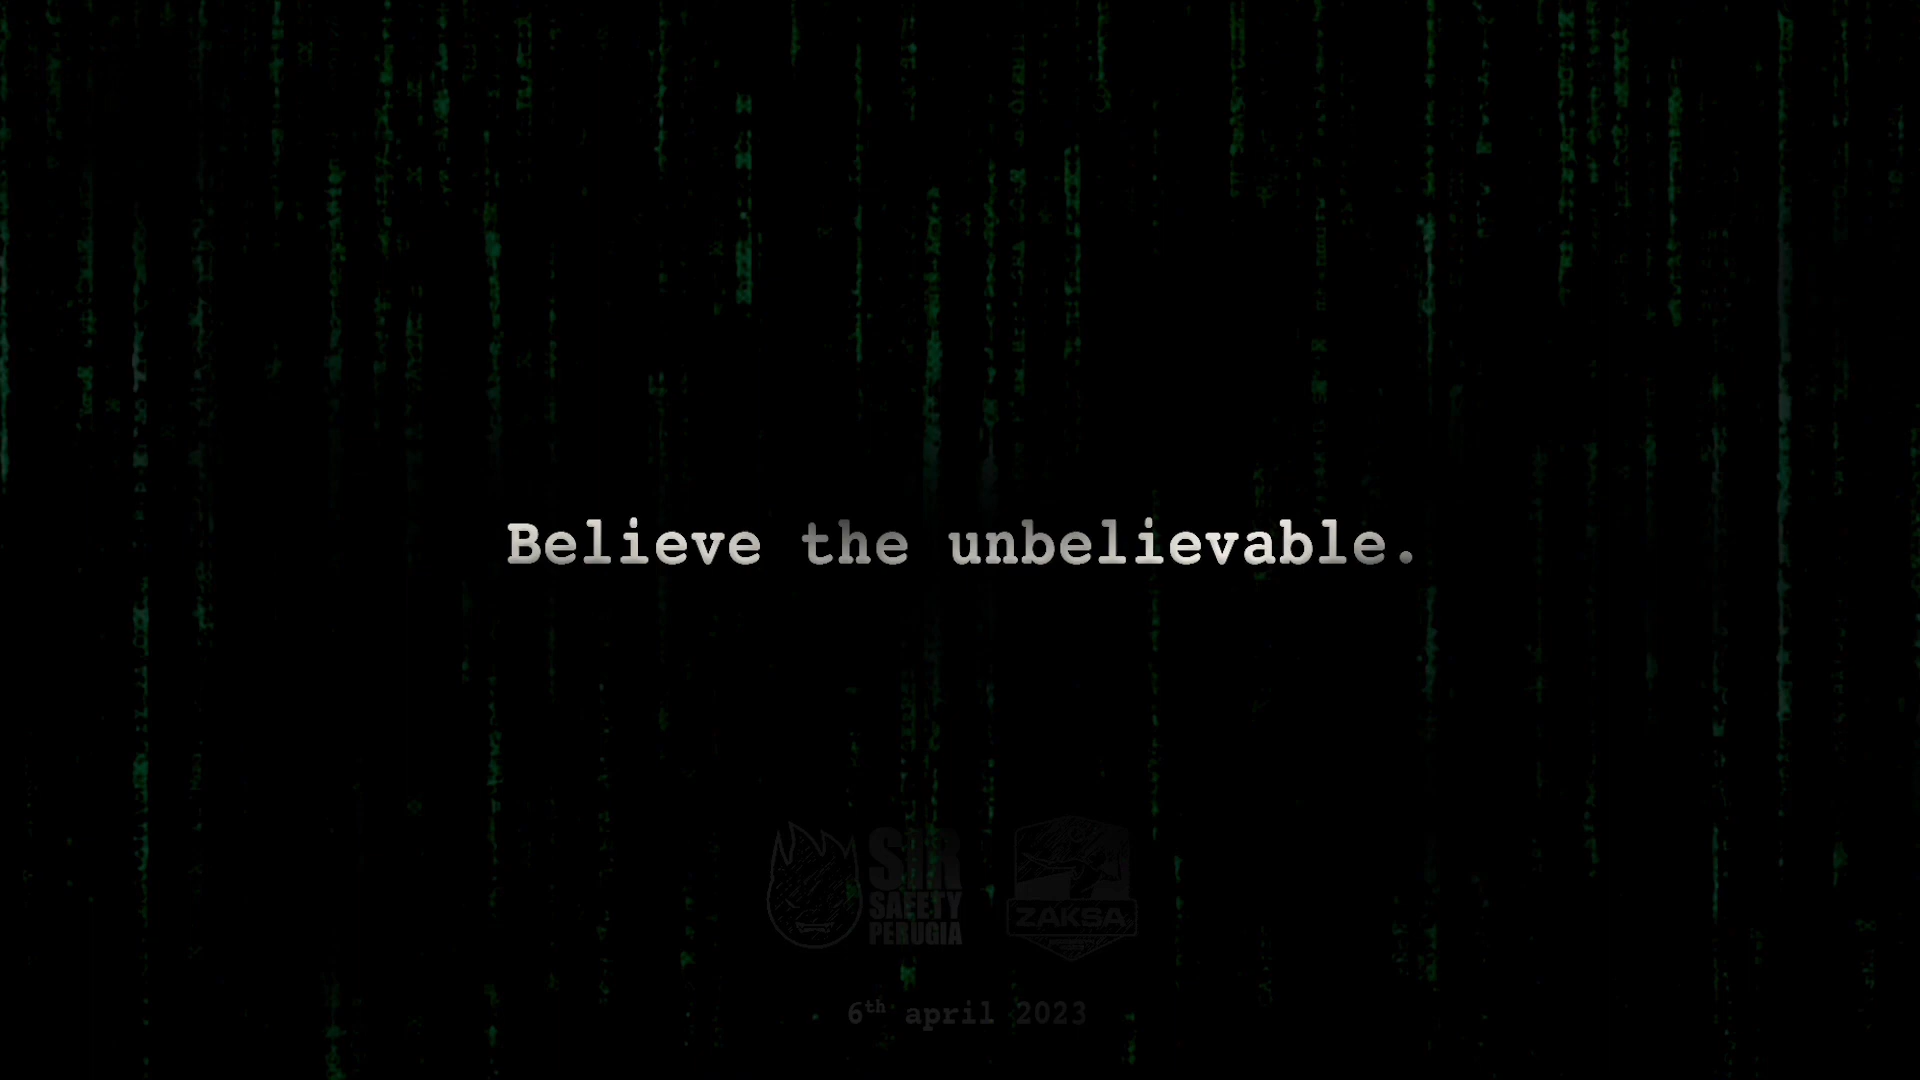 Believe the unbelievable.
SIR
SAFETY
PERUGIA
ZAKSA
6th april 2023